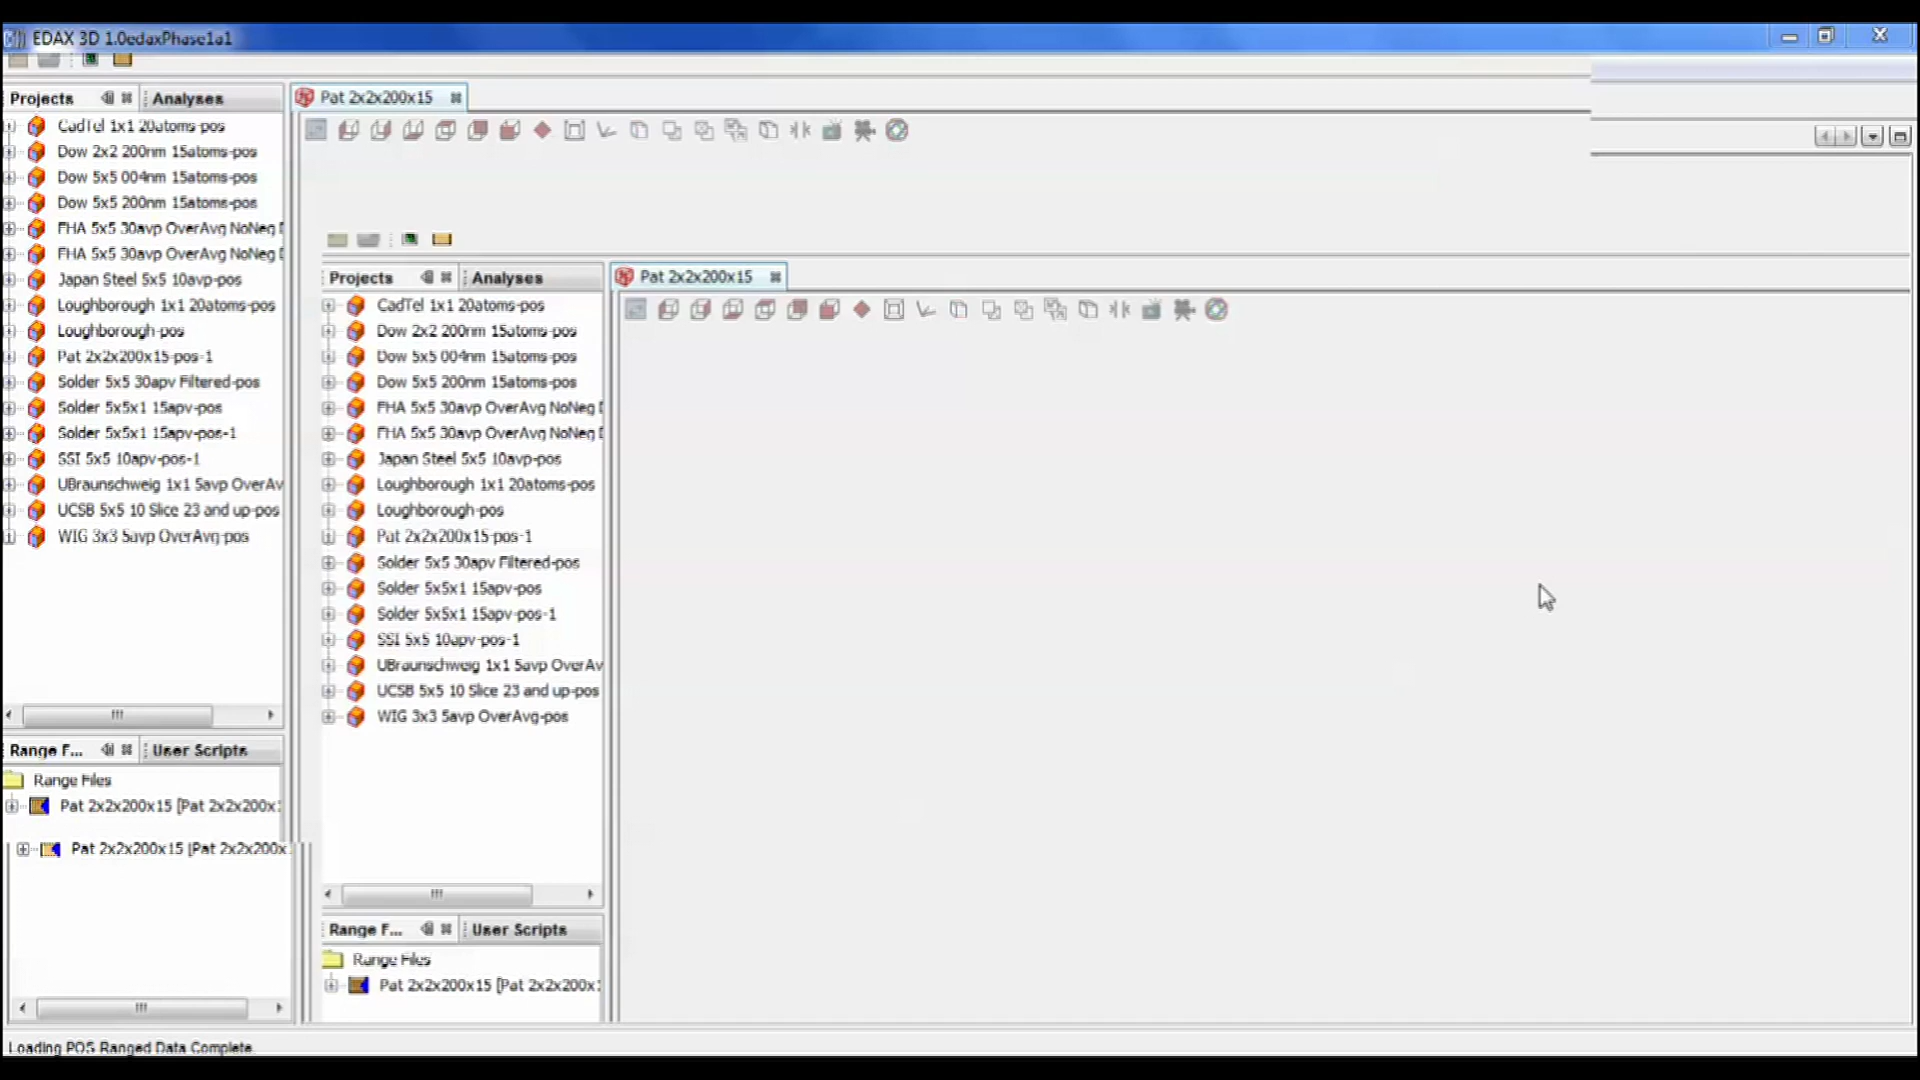 EDAX 3D 1.0edaxPhase1a1
Projects
Analyses
Pat 2x2x200x15
CadTel 1x1 20atoms-pos
Dow 2x2 200nm 15atoms-pos
Dow 5x5 004nm 15atoms-pos
Dow 5x5 200nm 15atoms-pos
FHA 5x5 30avp OverAvg NoNeg
FHA 5x5 30avp OverAvg NoNeg
Japan Steel 5x5 10avp-pos
Loughborough 1x1 20atoms-pos
Loughborough-pos
Pat 2x2x200x15-pos-1
Solder 5x5 30apv Filtered-pos
Solder 5x5x1 15apv-pos
Solder 5x5x1 15apv-pos-1
SSI 5x5 10apv-pos-1
UBraunschweig 1x1 5avp OverAv
UCSB 5x5 10 Slice 23 and up-pos
WIG 3x3 5avp OverAvg-pos
Range F...
User Scripts
Range Files
Pat 2x2x200x15 [Pat 2x2x200x
Pat 2x2x200x15 [Pat 2x2x200x
Projects
Analyses
Pat 2x2x200x15
CadTel 1x1 20atoms-pos
Dow 2x2 200nm 15atoms-pos
Dow 5x5 004nm 15atoms-pos
Dow 5x5 200nm 15atoms-pos
FHA 5x5 30avp OverAvg NoNeg
FHA 5x5 30avp OverAvg NoNeg
Japan Steel 5x5 10avp-pos
Loughborough 1x1 20atoms-pos
Loughborough-pos
Pat 2x2x200x15-pos-1
Solder 5x5 30apv Filtered-pos
Solder 5x5x1 15apv-pos
Solder 5x5x1 15apv-pos-1
SSI 5x5 10apv-pos-1
UBraunschweig 1x1 5avp OverAv
UCSB 5x5 10 Slice 23 and up-pos
WIG 3x3 5avp OverAvg-pos
Range F...
User Scripts
Range Files
Pat 2x2x200x15 [Pat 2x2x200x
Loading POS Ranged Data Complete